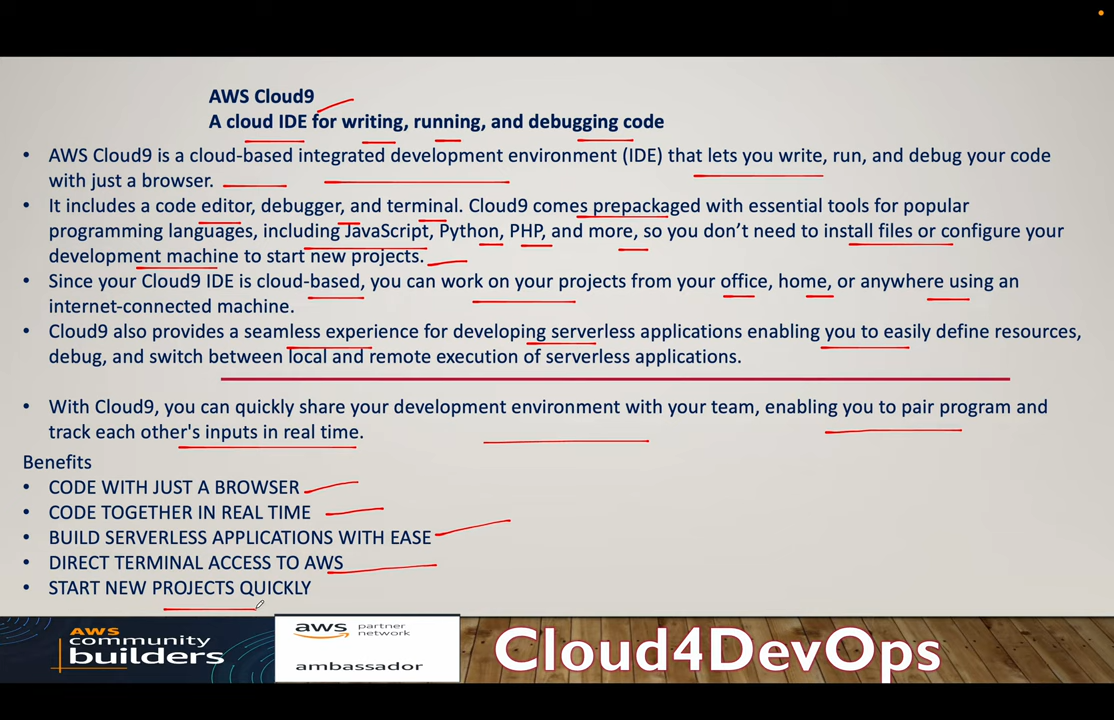 AWS Cloud9
A cloud IDE for writing, running, and debugging code
• AWS Cloud9 is a cloud-based integrated development environment (IDE) that lets you write, run, and debug your code
with just a browser.
• It includes a code editor, debugger, and terminal. Cloud9 comes prepackaged with essential tools for popular
programming languages, including JavaScript, Python, PHP, and more, so you don’t need to install files or configure your
development machine to start new projects.
• Since your Cloud9 IDE is cloud-based, you can work on your projects from your office, home, or anywhere using an
internet-connected machine.
• Cloud9 also provides a seamless experience for developing serverless applications enabling you to easily define resources,
debug, and switch between local and remote execution of serverless applications.
• With Cloud9, you can quickly share your development environment with your team, enabling you to pair program and
track each other's inputs in real time.
Benefits
• CODE WITH JUST A BROWSER
• CODE TOGETHER IN REAL TIME
• BUILD SERVERLESS APPLICATIONS WITH EASE
• DIRECT TERMINAL ACCESS TO AWS
• START NEW PROJECTS QUICKLY
AWS
community
builders
aws partner
network
ambassador
Cloud4DevOps